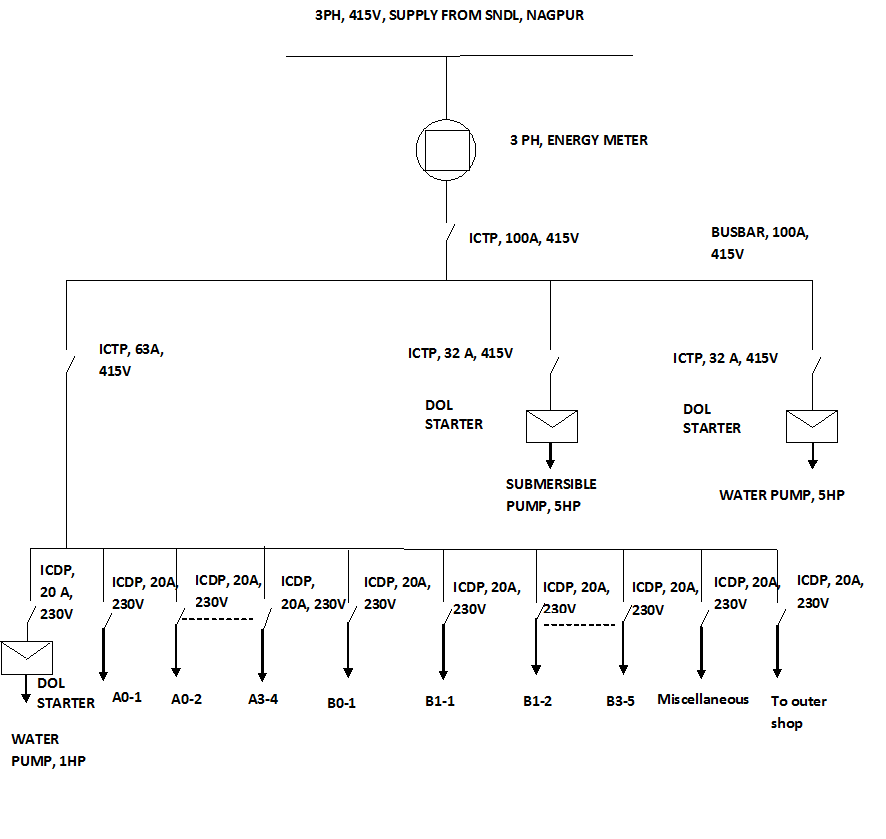 3PH, 415V, SUPPLY FROM SNDL, NAGPUR
3 PH, ENERGY METER
ICTP, 100A, 415V
BUSBAR, 100A,
415V
ICTP, 63A,
415V
ICTP, 32 A, 415V
ICTP, 32 A, 415V
DOL
STARTER
DOL
STARTER
SUBMERSIBLE
PUMP, 5HP
WATER PUMP, 5HP
ICDP,
20 A,
230V
ICDP, 20A,
230V
ICDP, 20A,
230V
ICDP,
20A, 230V
ICDP, 20A,
230V
ICDP, 20A,
230V
ICDP, 20A,
230V
ICDP, 20A,
230V
ICDP, 20A,
230V
ICDP, 20A,
230V
DOL
STARTER
A0-1
A0-2
A3-4
B0-1
B1-1
B1-2
B3-5
Miscellaneous
To outer
shop
WATER
PUMP, 1HP